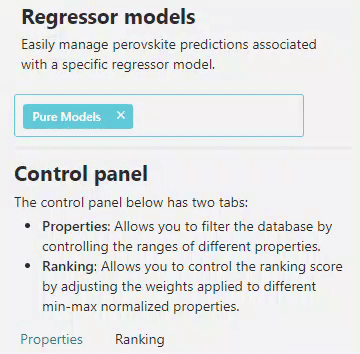 Regressor models
Easily manage perovskite predictions associated
with a specific regressor model.
Pure Models ×
Control panel
The control panel below has two tabs:
• Properties: Allows you to filter the database by
controlling the ranges of different properties.
• Ranking: Allows you to control the ranking score
by adjusting the weights applied to different
min-max normalized properties.
Properties Ranking